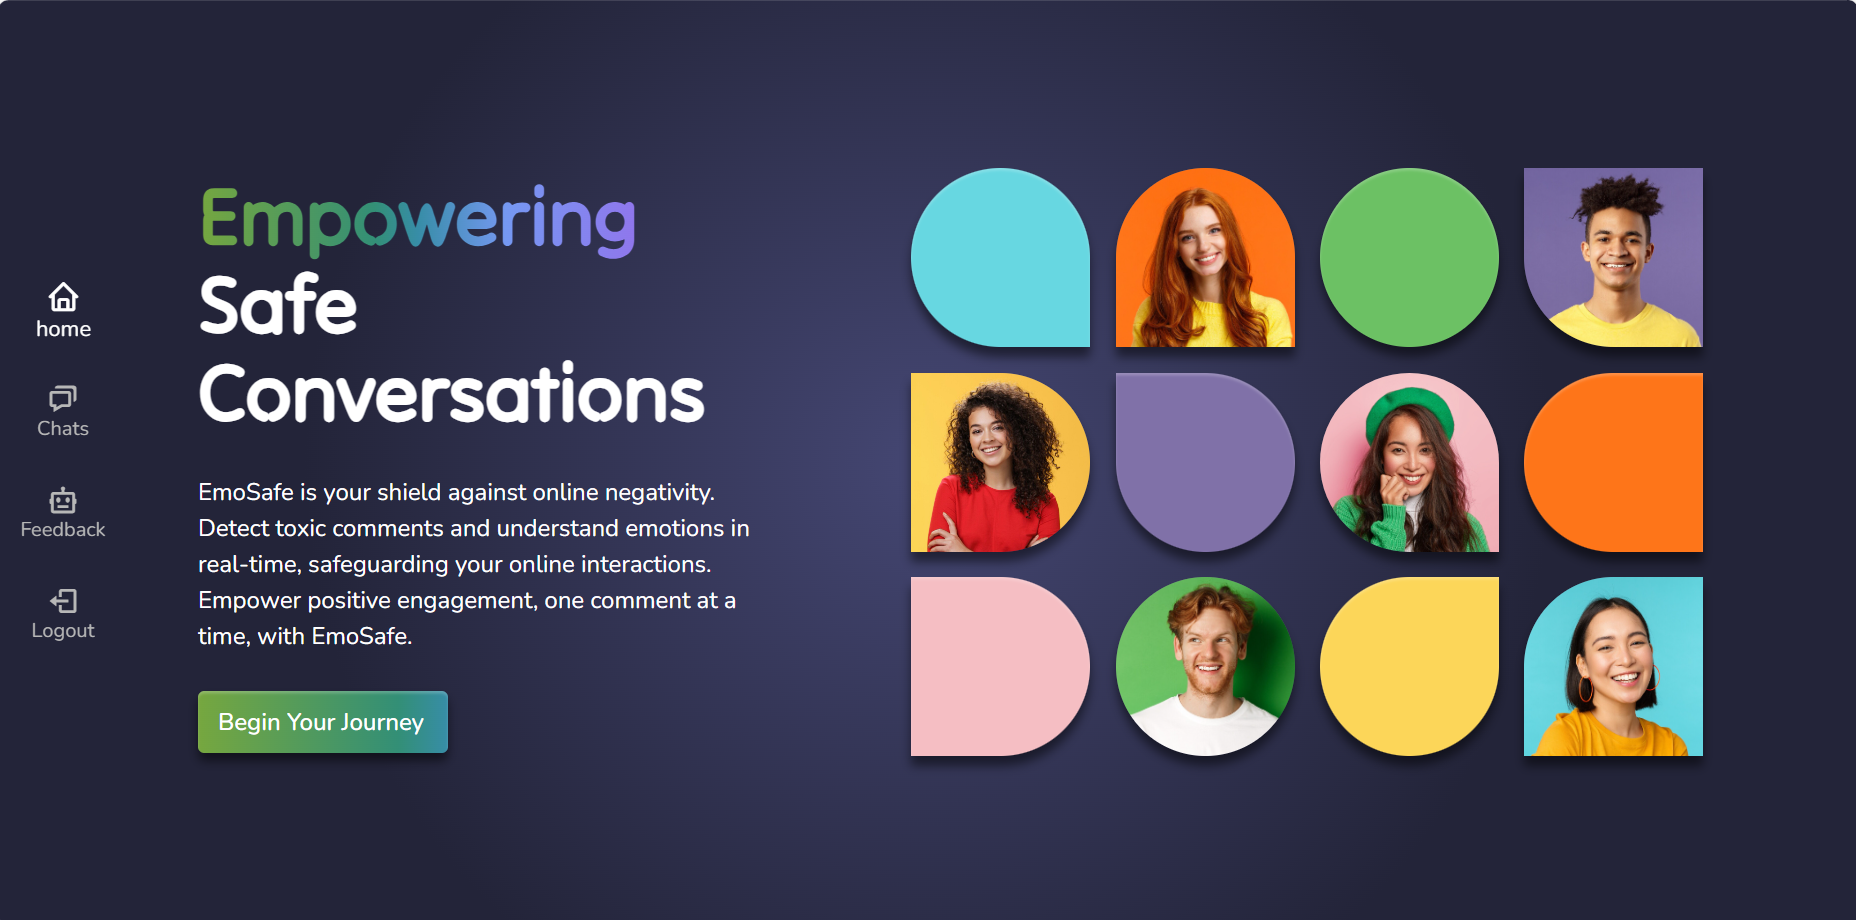 home
Chats
Feedback
Logout
Empowering
Safe
Conversations
EmoSafe is your shield against online negativity.
Detect toxic comments and understand emotions in
real-time, safeguarding your online interactions.
Empower positive engagement, one comment at a
time, with EmoSafe.
Begin Your Journey